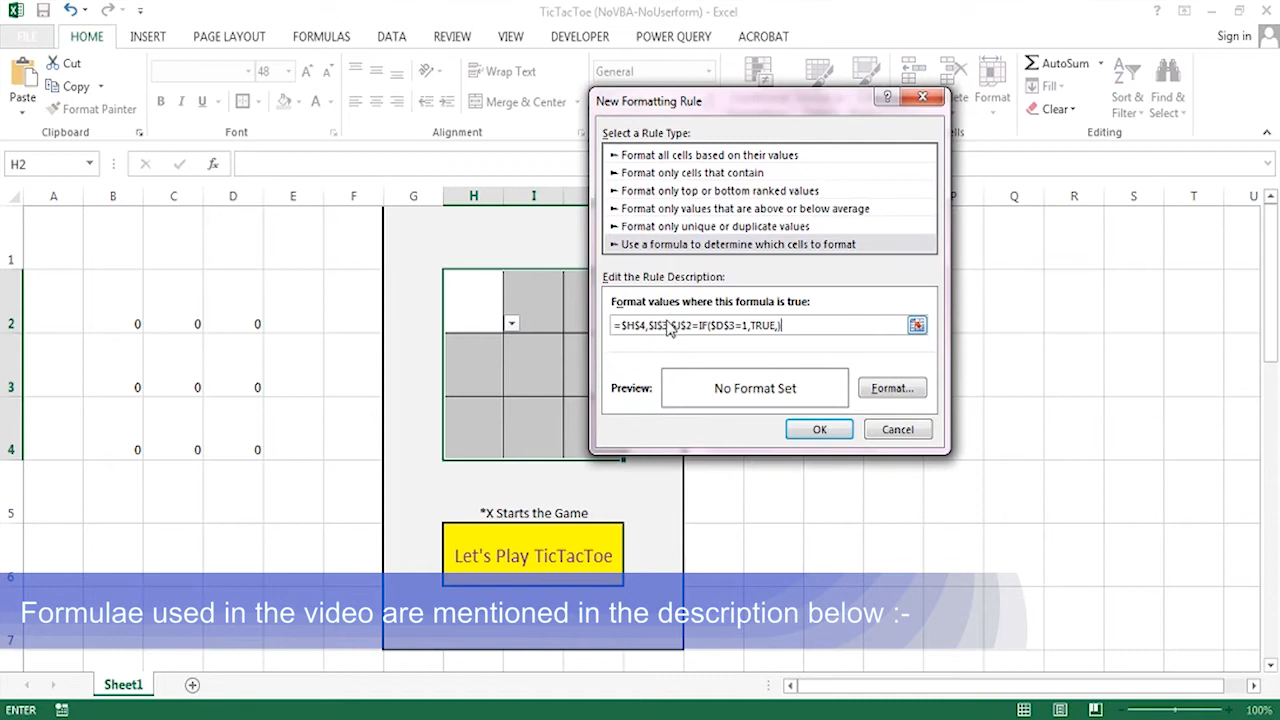 TicTacToe (NoVBA-NoUserform) - Excel
FILE HOME INSERT PAGE LAYOUT FORMULAS DATA REVIEW VIEW DEVELOPER POWER QUERY ACROBAT Sign in
Cut
Copy
Format Painter
Paste
48
Wrap Text
Merge & Center
General
Format
AutoSum
Fill
Clear
Sort & Filter
Find & Select
Clipboard Font Alignment Editing
H2
A B C D E F G H I Q R S T U
1
2 0 0 0
3 0 0 0
4 0 0 0
5
6
7
New Formatting Rule
Select a Rule Type:
► Format all cells based on their values
► Format only cells that contain
► Format only top or bottom ranked values
► Format only values that are above or below average
► Format only unique or duplicate values
► Use a formula to determine which cells to format
Edit the Rule Description:
Format values where this formula is true:
=$H$4,$I$3,$J$2=IF($D$3=1,TRUE,)
Preview:
No Format Set
Format...
OK
Cancel
*X Starts the Game
Let's Play TicTacToe
Formulae used in the video are mentioned in the description below :-
Sheet1
ENTER
100%